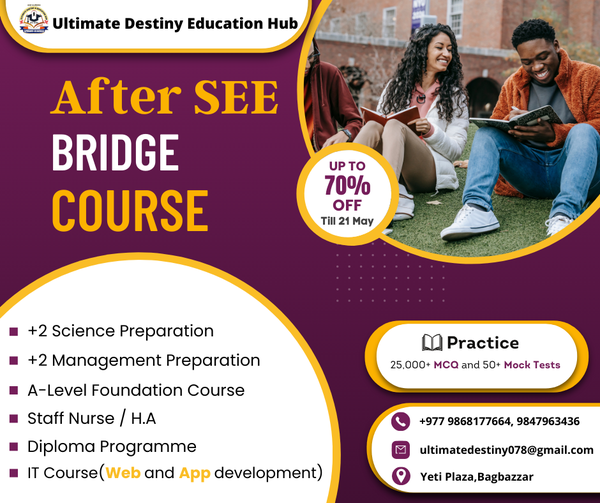 Ultimate Destiny Education Hub
After SEE
BRIDGE
COURSE
UP TO
70%
OFF
Till 21 May
+2 Science Preparation
+2 Management Preparation
A-Level Foundation Course
Staff Nurse / H.A
Diploma Programme
IT Course(Web and App development)
Practice
25,000+ MCQ and 50+ Mock Tests
+977 9868177664, 9847963436
ultimatedestiny078@gmail.com
Yeti Plaza,Bagbazzar